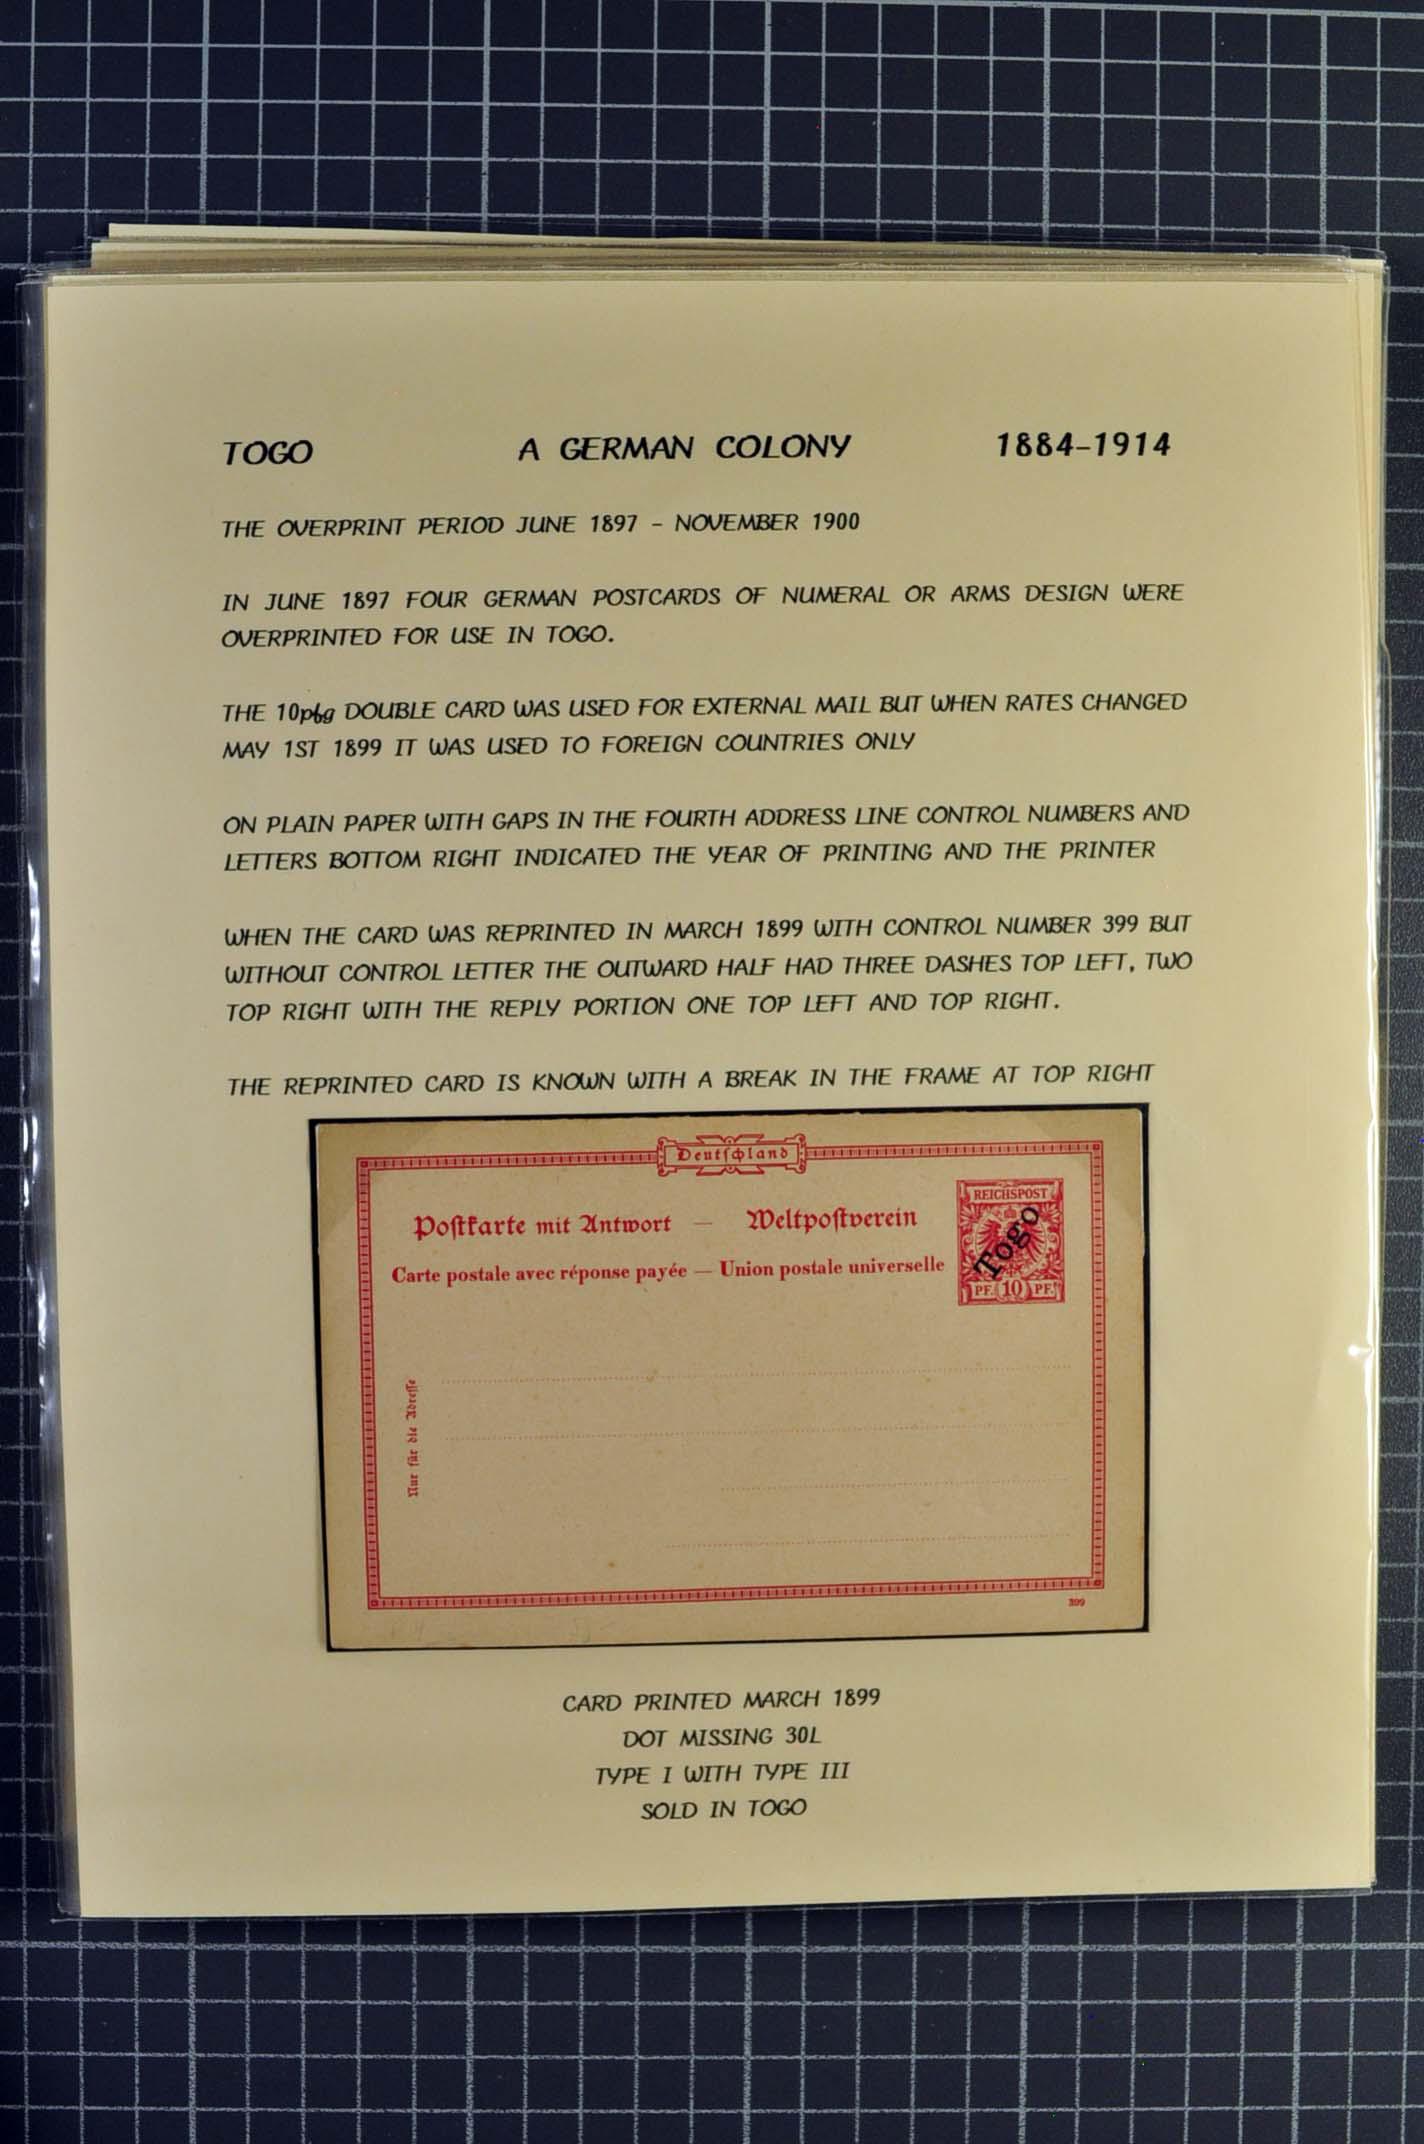 TOGO A GERMAN COLONY 1884-1914
THE OVERPRINT PERIOD JUNE 1897 - NOVEMBER 1900
IN JUNE 1897 FOUR GERMAN POSTCARDS OF NUMERAL OR ARMS DESIGN WERE
OVERPRINTED FOR USE IN TOGO.
THE 10pfg DOUBLE CARD WAS USED FOR EXTERNAL MAIL BUT WHEN RATES CHANGED
MAY 1ST 1899 IT WAS USED TO FOREIGN COUNTRIES ONLY
ON PLAIN PAPER WITH GAPS IN THE FOURTH ADDRESS LINE CONTROL NUMBERS AND
LETTERS BOTTOM RIGHT INDICATED THE YEAR OF PRINTING AND THE PRINTER
WHEN THE CARD WAS REPRINTED IN MARCH 1899 WITH CONTROL NUMBER 399 BUT
WITHOUT CONTROL LETTER THE OUTWARD HALF HAD THREE DASHES TOP LEFT, TWO
TOP RIGHT WITH THE REPLY PORTION ONE TOP LEFT AND TOP RIGHT.
THE REPRINTED CARD IS KNOWN WITH A BREAK IN THE FRAME AT TOP RIGHT
Deutschland
REICHSPOST
Togo
PF. 10 PF.
Postkarte mit Antwort — Weltpostverein
Carte postale avec réponse payée — Union postale universelle
Nur für die Adresse
399
CARD PRINTED MARCH 1899
DOT MISSING 30L
TYPE I WITH TYPE III
SOLD IN TOGO